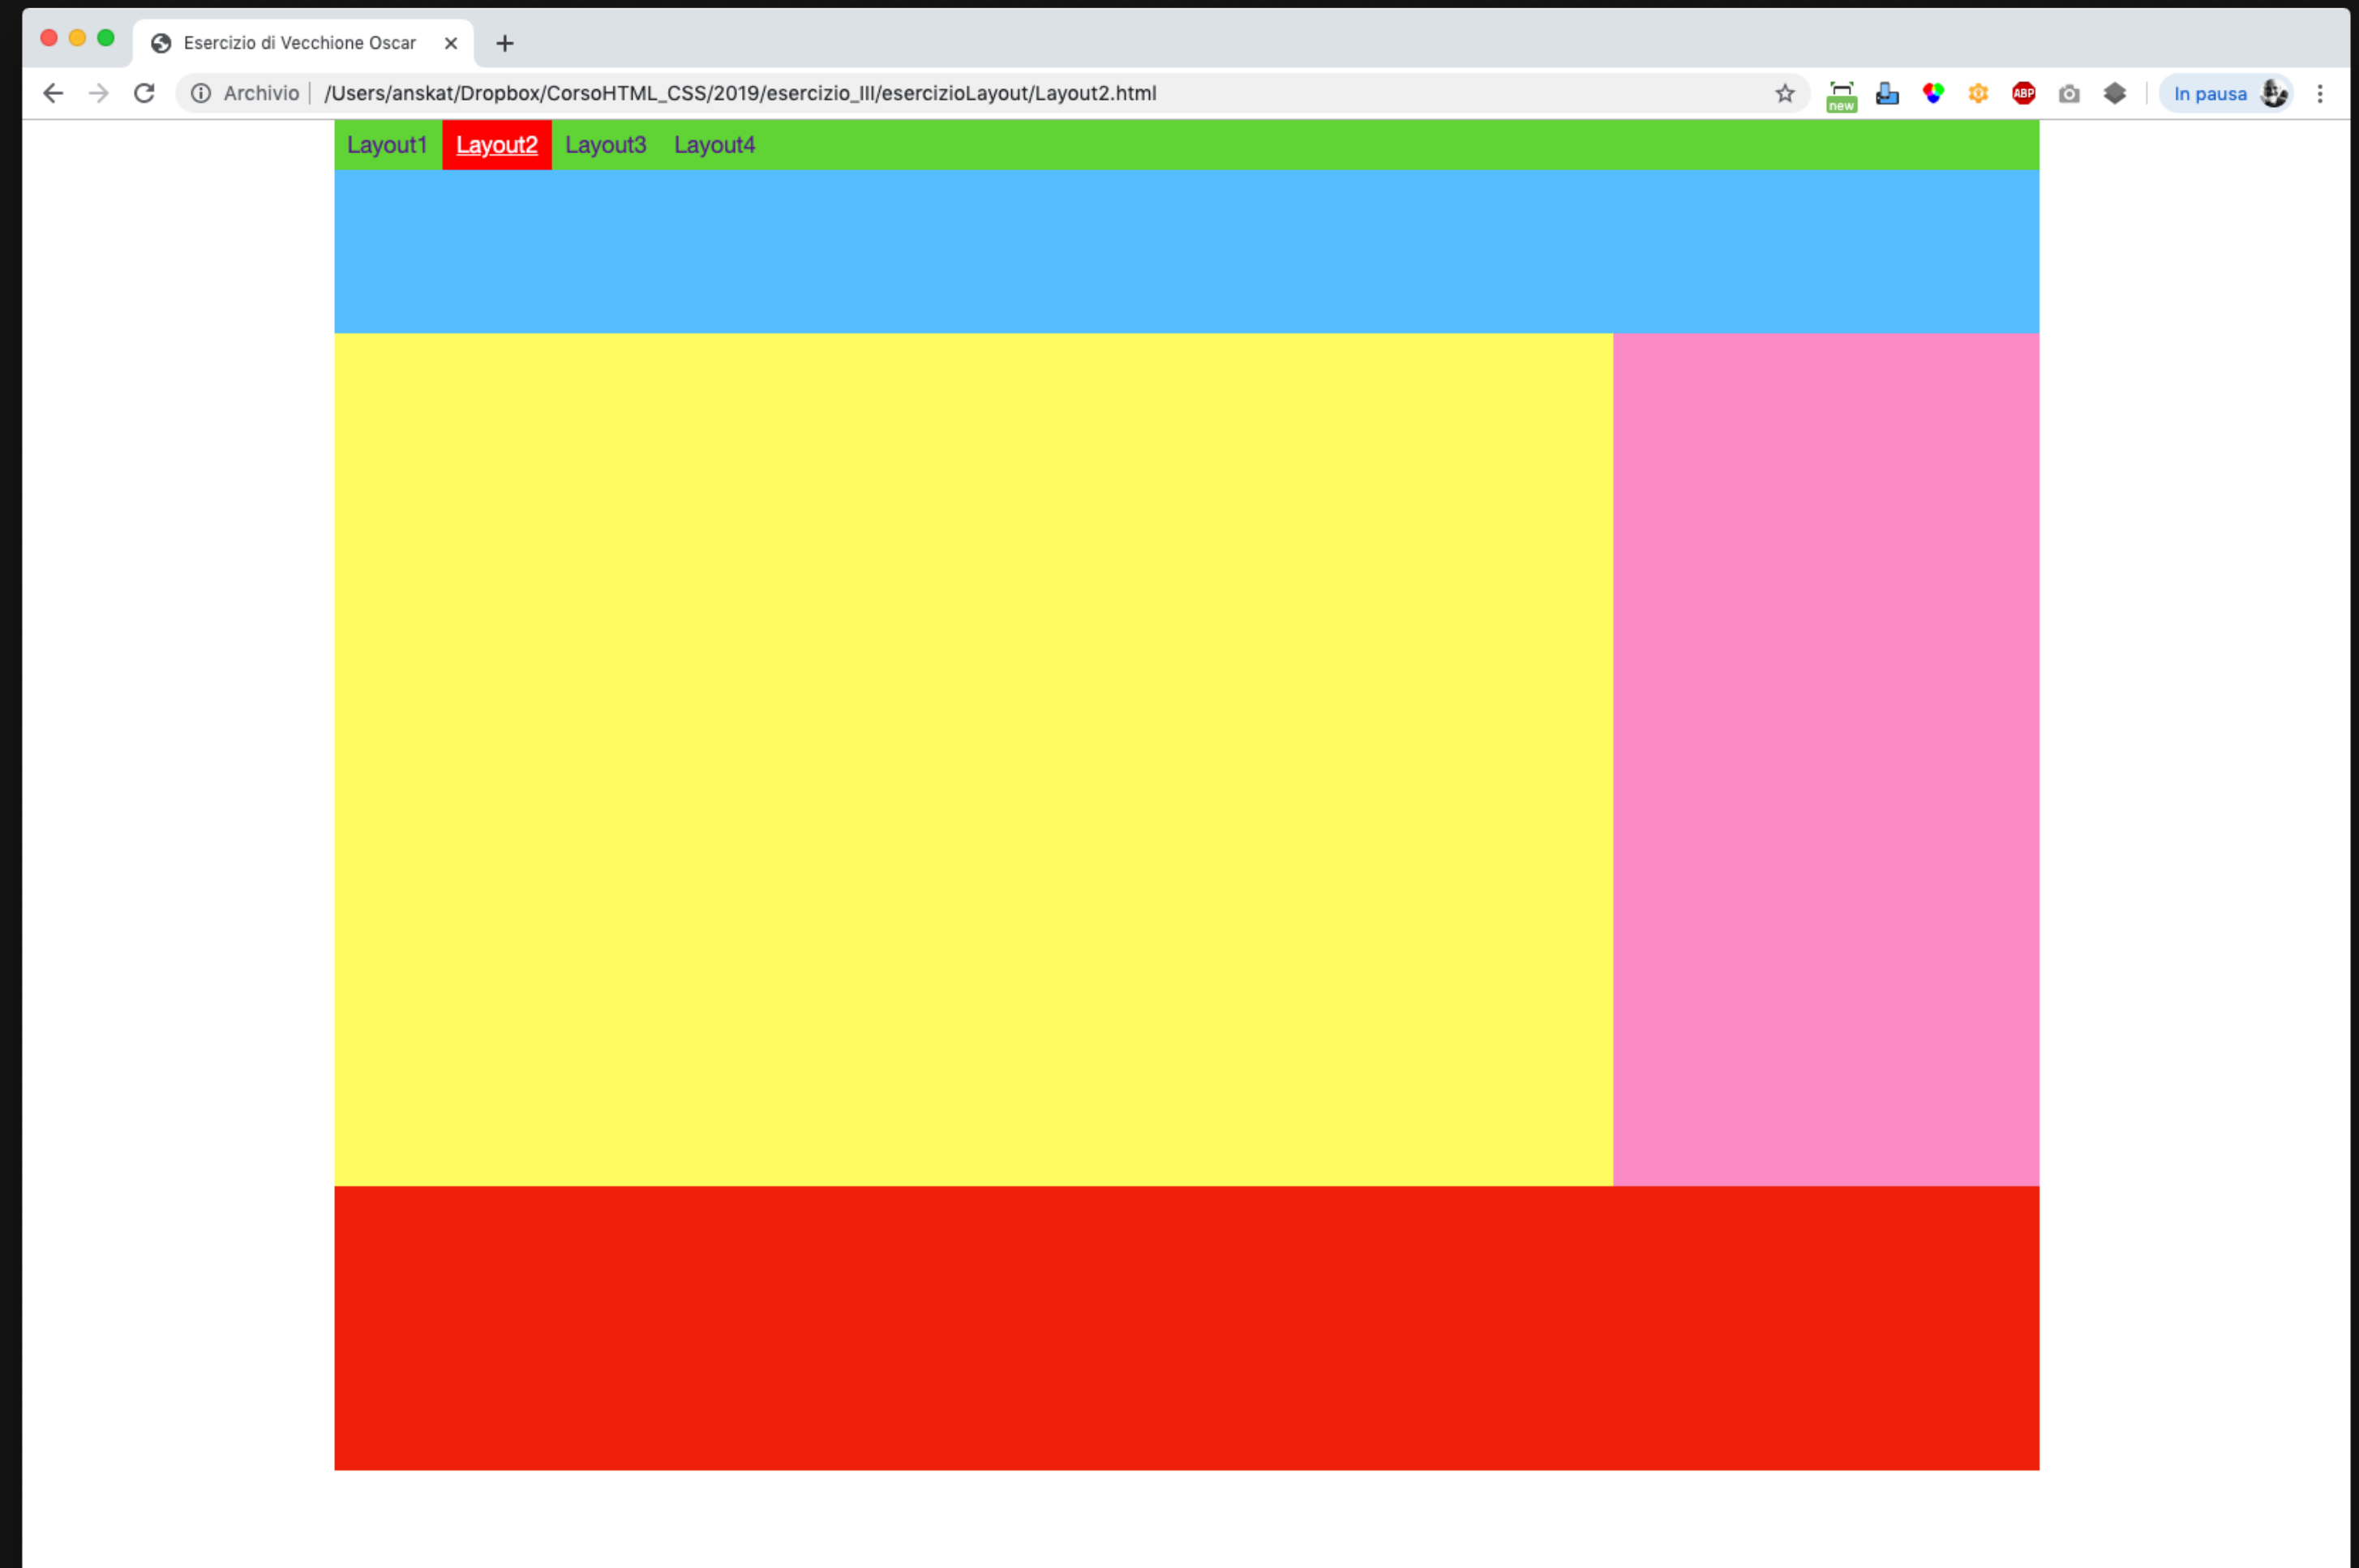 Esercizio di Vecchione Oscar
Archivio /Users/anskat/Dropbox/CorsoHTML_CSS/2019/esercizio_III/esercizioLayout/Layout2.html
new
ABP
In pausa
Layout1 Layout2 Layout3 Layout4